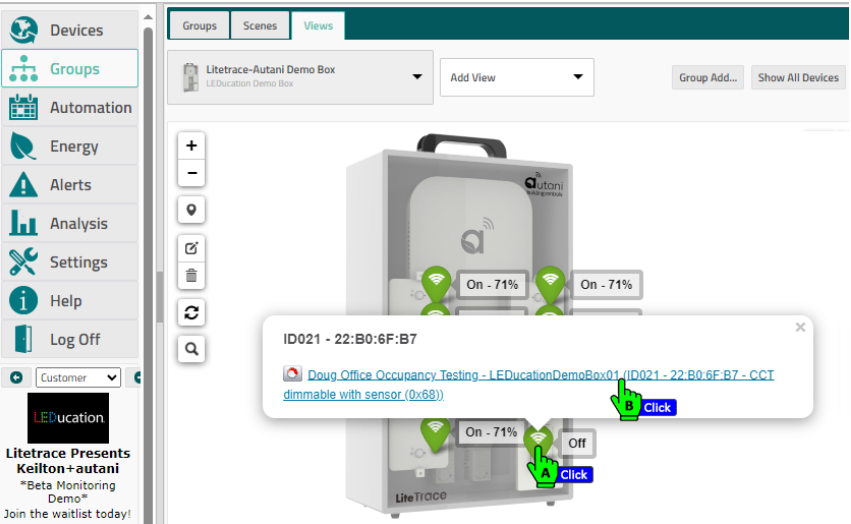 Devices
Groups
Automation
Energy
Alerts
Analysis
Settings
Help
Log Off
Customer
LEDucation.
Litetrace Presents
Keilton+autani
*Beta Monitoring
Demo*
Join the waitlist today!
Groups Scenes Views
Litetrace-Autani Demo Box
LEDucation Demo Box
Add View
Group Add...
Show All Devices
+
−
autani
building controls
a
On - 71% On - 71%
ID021 - 22:B0:6F:B7
×
Doug Office Occupancy Testing - LEDucationDemoBox01 (ID021 - 22:B0:6F:B7 - CCT
dimmable with sensor (0x68))
B Click
On - 71% Off
A Click
LiteTrace